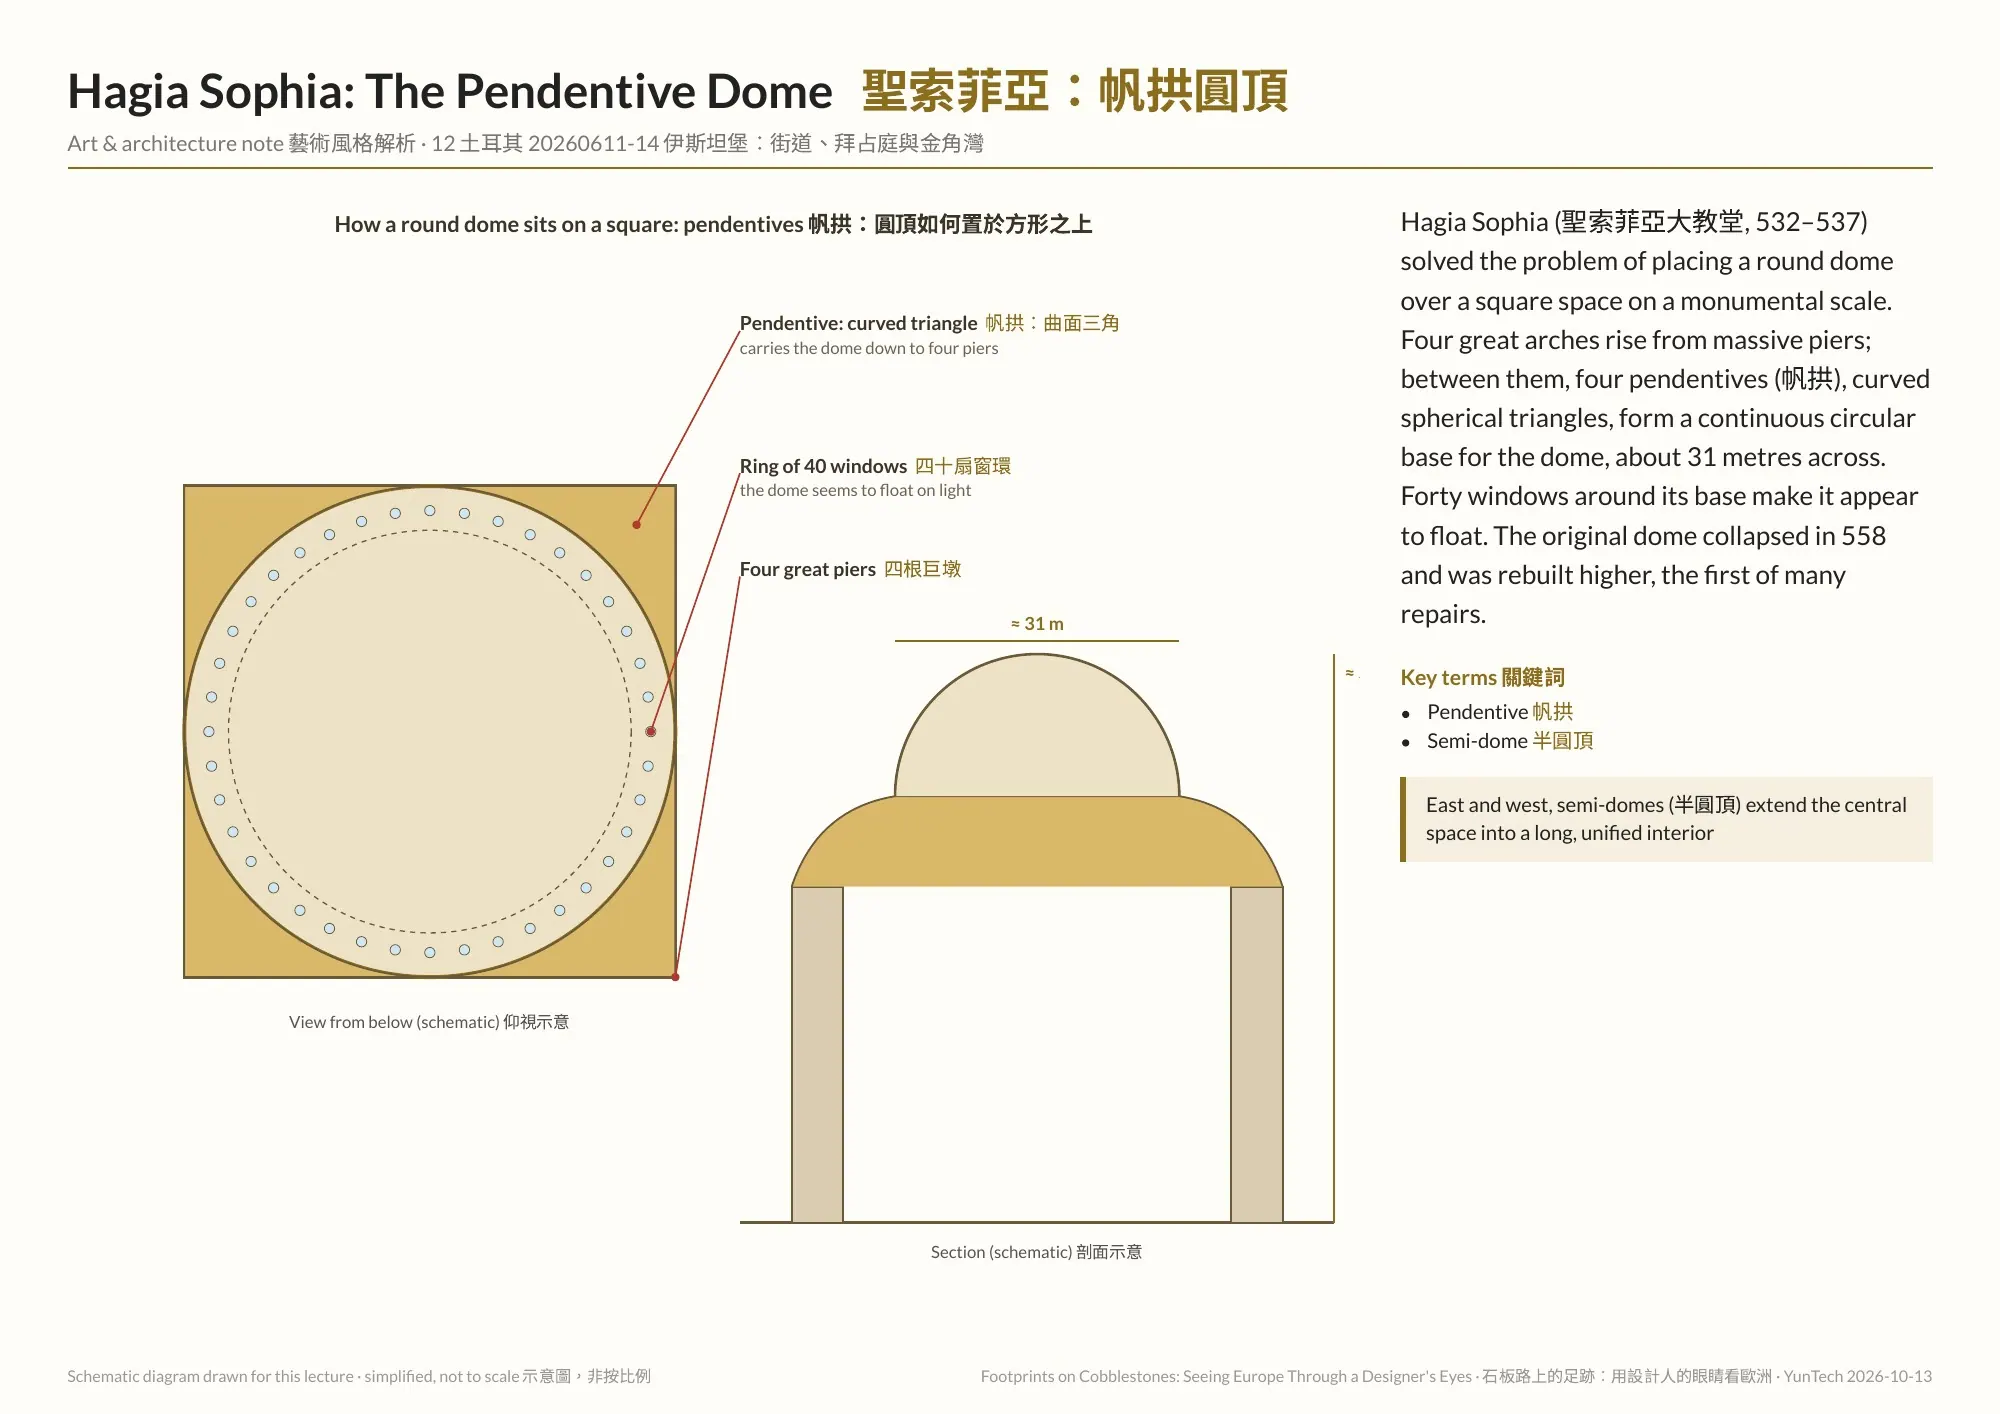 Hagia Sophia: The Pendentive Dome 聖索菲亞：帆拱圓頂
Art & architecture note 藝術風格解析 · 12 土耳其 20260611-14 伊斯坦堡：街道、拜占庭與金角灣
How a round dome sits on a square: pendentives 帆拱：圓頂如何置於方形之上
Pendentive: curved triangle 帆拱：曲面三角
carries the dome down to four piers
Ring of 40 windows 四十扇窗環
the dome seems to float on light
Four great piers 四根巨墩
≈ 31 m
≈
View from below (schematic) 仰視示意
Section (schematic) 剖面示意
Hagia Sophia (聖索菲亞大教堂, 532–537)
solved the problem of placing a round dome
over a square space on a monumental scale.
Four great arches rise from massive piers;
between them, four pendentives (帆拱), curved
spherical triangles, form a continuous circular
base for the dome, about 31 metres across.
Forty windows around its base make it appear
to float. The original dome collapsed in 558
and was rebuilt higher, the first of many
repairs.
Key terms 關鍵詞
• Pendentive 帆拱
• Semi-dome 半圓頂
East and west, semi-domes (半圓頂) extend the central
space into a long, unified interior
Schematic diagram drawn for this lecture · simplified, not to scale 示意圖，非按比例
Footprints on Cobblestones: Seeing Europe Through a Designer's Eyes · 石板路上的足跡：用設計人的眼睛看歐洲 · YunTech 2026-10-13